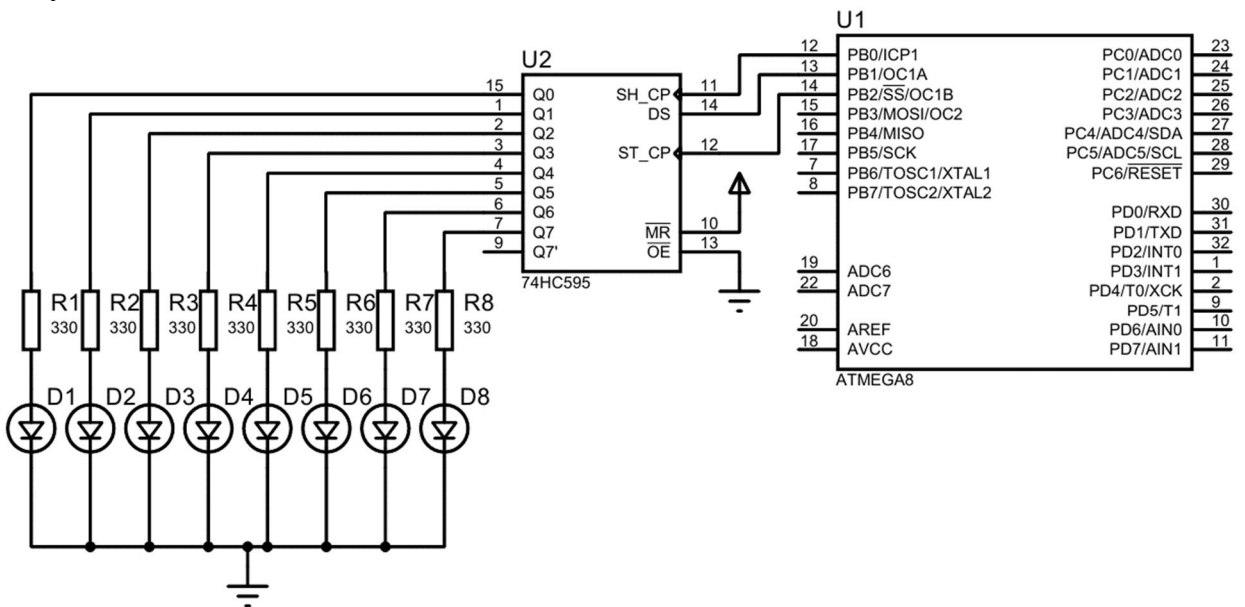 U1
12 PB0/ICP1 PC0/ADC0 23
13 PB1/OC1A PC1/ADC1 24
14 PB2/SS/OC1B PC2/ADC2 25
15 PB3/MOSI/OC2 PC3/ADC3 26
16 PB4/MISO PC4/ADC4/SDA 27
17 PB5/SCK PC5/ADC5/SCL 28
7 PB6/TOSC1/XTAL1 PC6/RESET 29
8 PB7/TOSC2/XTAL2
PD0/RXD 30
PD1/TXD 31
PD2/INT0 32
19 ADC6 PD3/INT1 1
22 ADC7 PD4/T0/XCK 2
PD5/T1 9
20 AREF PD6/AIN0 10
18 AVCC PD7/AIN1 11
ATMEGA8
U2
15 Q0 SH_CP 11
1 Q1 DS 14
2 Q2
3 Q3 ST_CP 12
4 Q4
5 Q5
6 Q6
7 Q7 MR 10
9 Q7' OE 13
74HC595
R1 R2 R3 R4 R5 R6 R7 R8
330 330 330 330 330 330 330 330
D1 D2 D3 D4 D5 D6 D7 D8